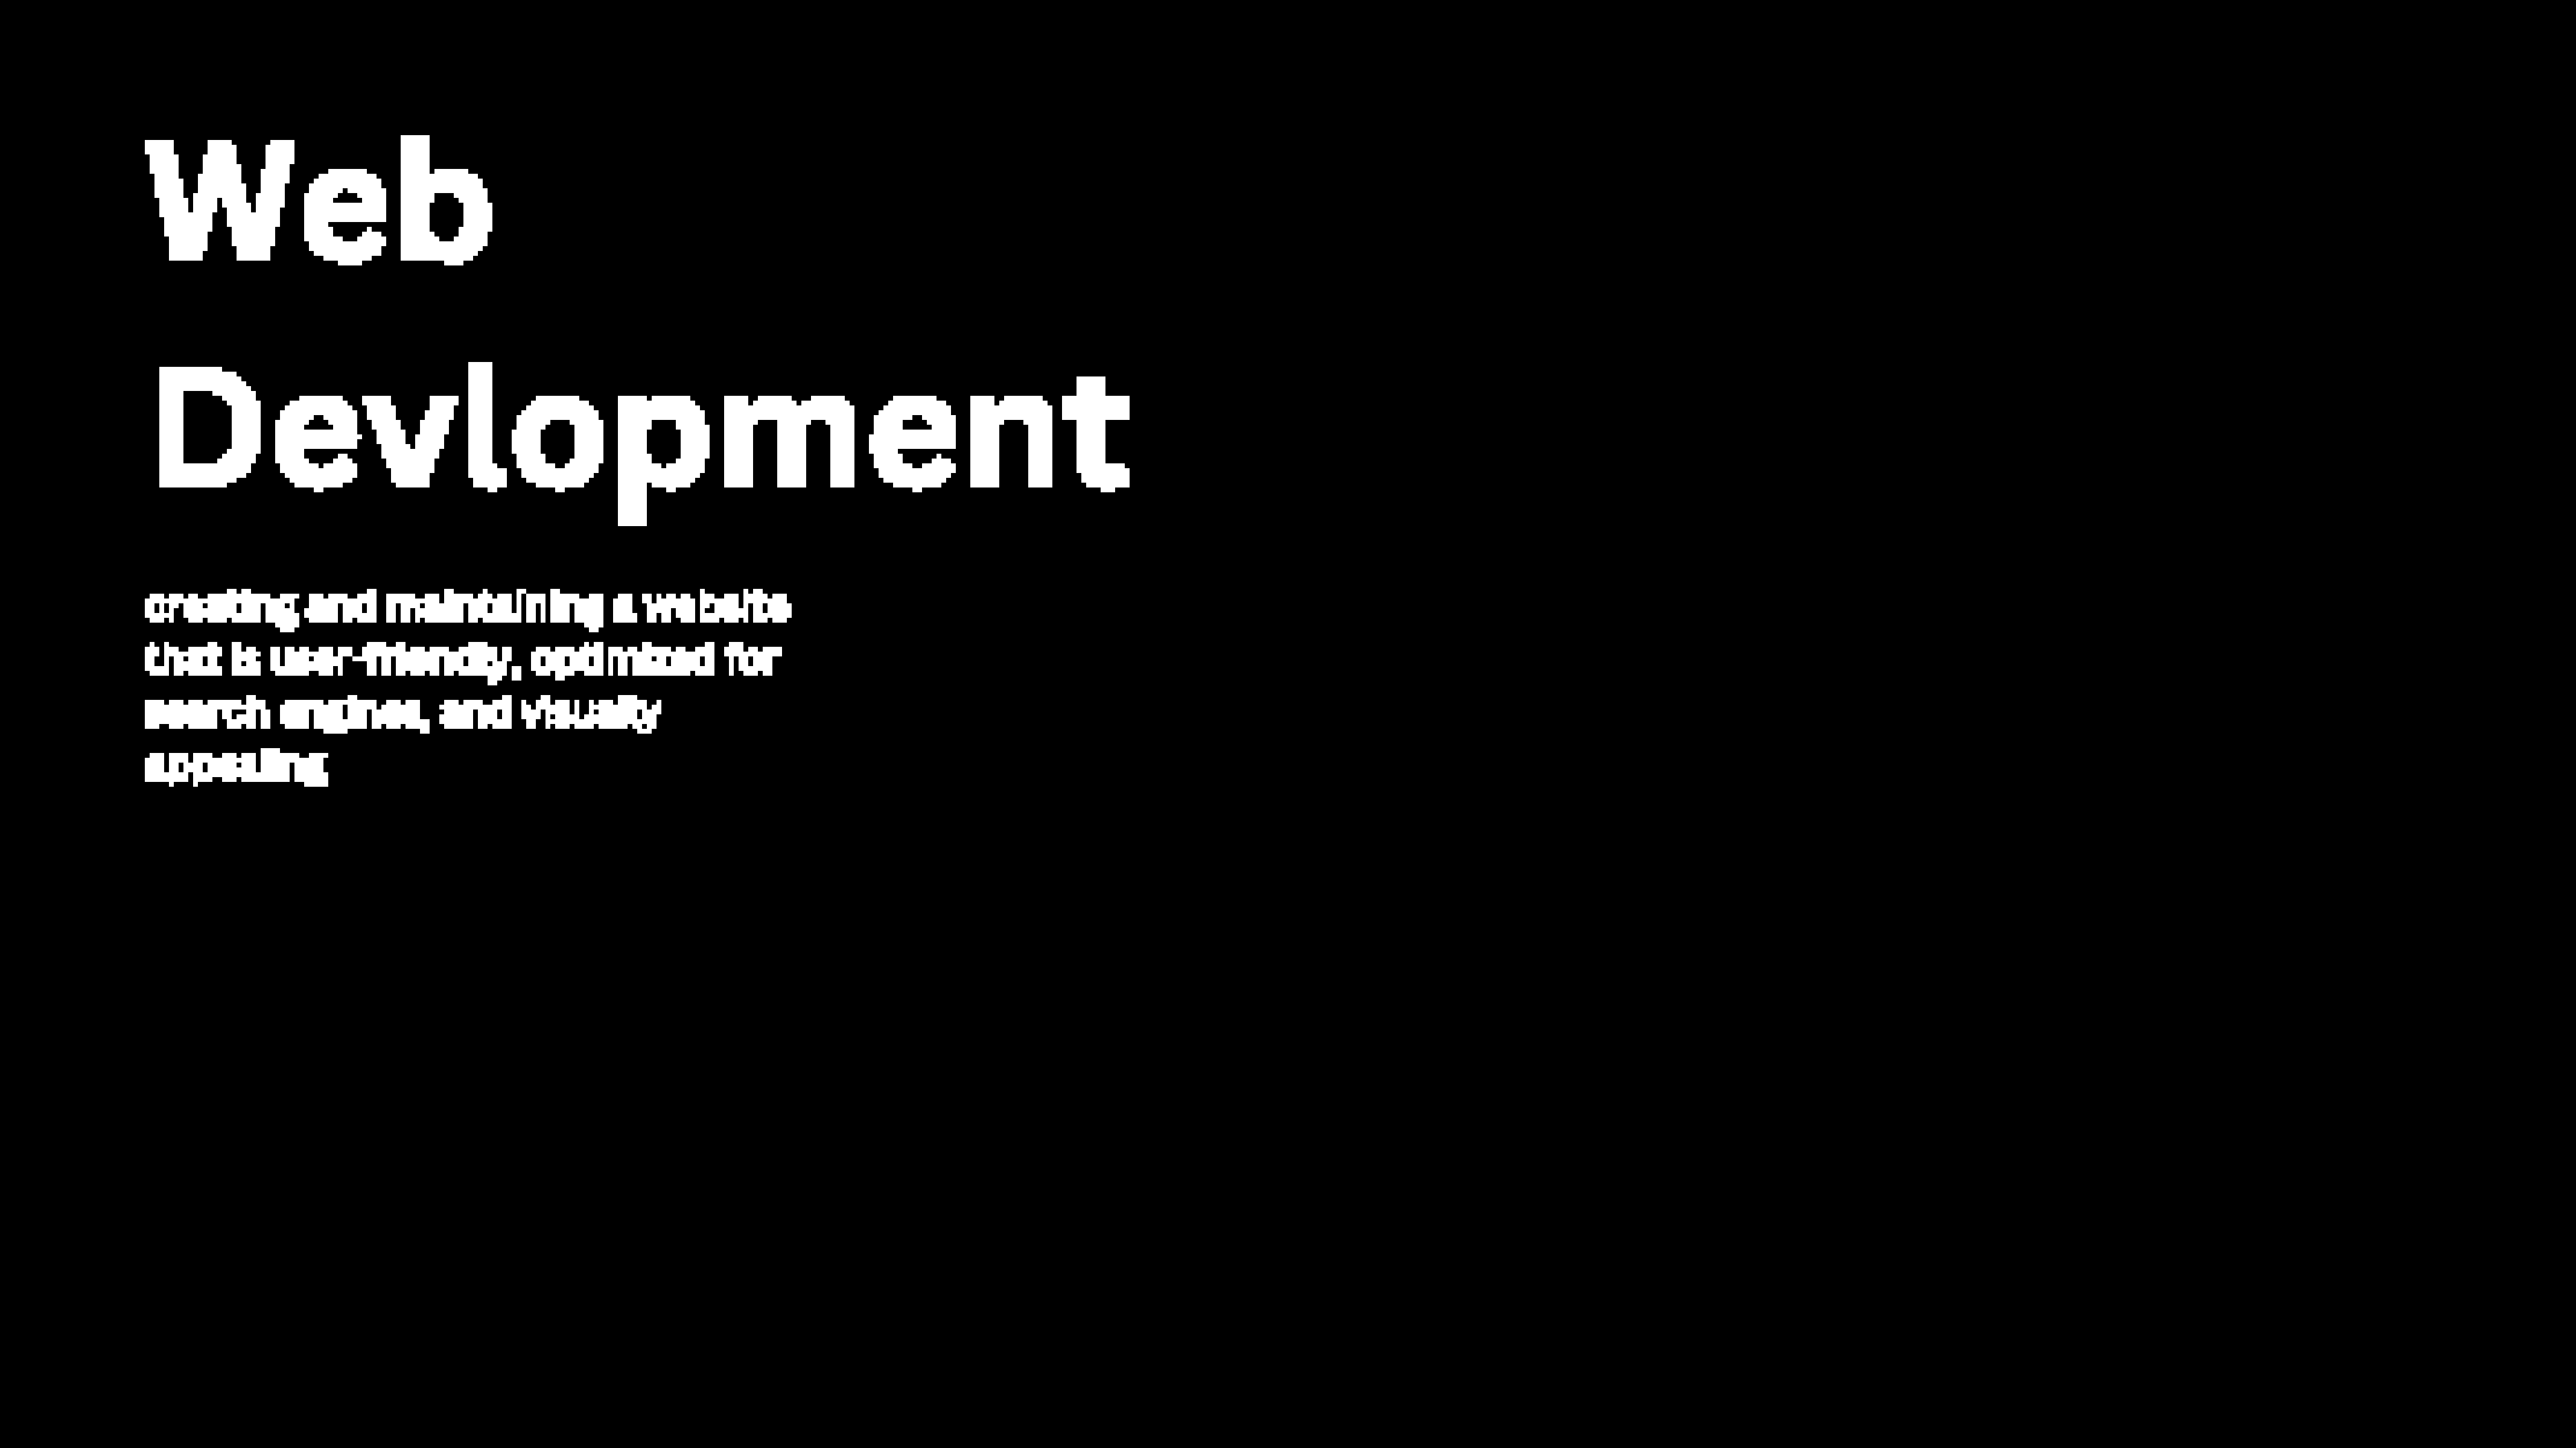 Web
Devlopment
creating and maintaining a website
that is user-friendly, optimized for
search engines, and visually
appealing